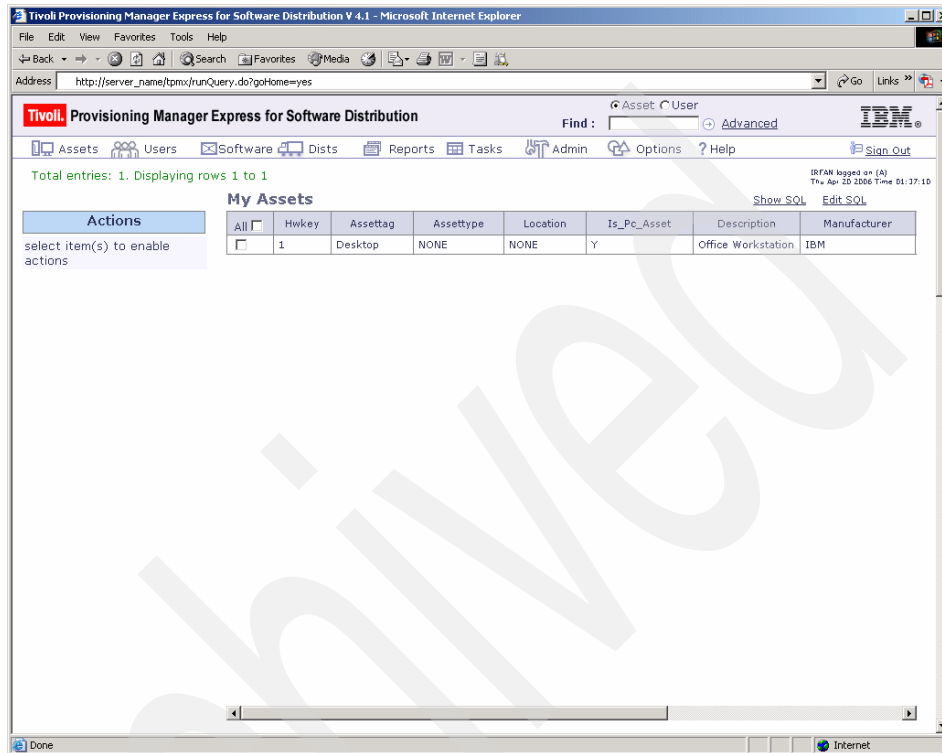 Tivoli Provisioning Manager Express for Software Distribution V 4.1 - Microsoft Internet Explorer
File Edit View Favorites Tools Help
Back Search Favorites Media
Address http://server_name/tpmx/runQuery.do?goHome=yes Go Links »
Tivoli. Provisioning Manager Express for Software Distribution
Asset User
Find : Advanced
IBM®
Assets Users Software Dists Reports Tasks Admin Options ? Help Sign Out
Total entries: 1. Displaying rows 1 to 1
IRFAN logged on (A)
Thu Apr 20 2006 Time 01:37:10
My Assets Show SQL Edit SQL
Actions
select item(s) to enable
actions
All Hwkey Assettag Assettype Location Is_Pc_Asset Description Manufacturer
1 Desktop NONE NONE Y Office Workstation IBM
Done Internet